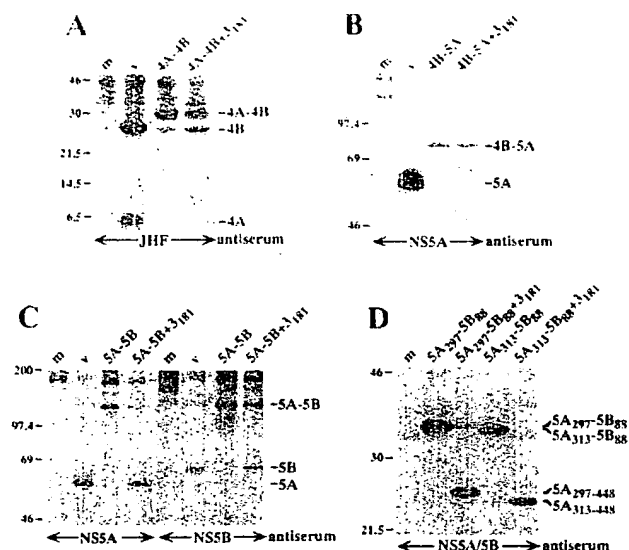 A
m
v
4A-4B
4A-4B+3₁₈₁
46
30
21.5
14.5
6.5
4A-4B
4B
4A
JHF
antiserum
B
m
v
4B-5A
4B-5A+3₁₈₁
97.4
69
46
4B-5A
5A
NS5A
antiserum
C
m
v
5A-5B
5A-5B+3₁₈₁
m
v
5A-5B
5A-5B+3₁₈₁
200
97.4
69
46
5A-5B
5B
5A
NS5A
NS5B
antiserum
D
m
5A₂₉₇-5B₈₈
5A₂₉₇-5B₈₈+3₁₈₁
5A₃₁₃-5B₈₈
5A₃₁₃-5B₈₈+3₁₈₁
46
30
21.5
5A₂₉₇-5B₈₈
5A₃₁₃-5B₈₈
5A₂₉₇₋₄₄₈
5A₃₁₃₋₄₄₈
NS5A/5B
antiserum